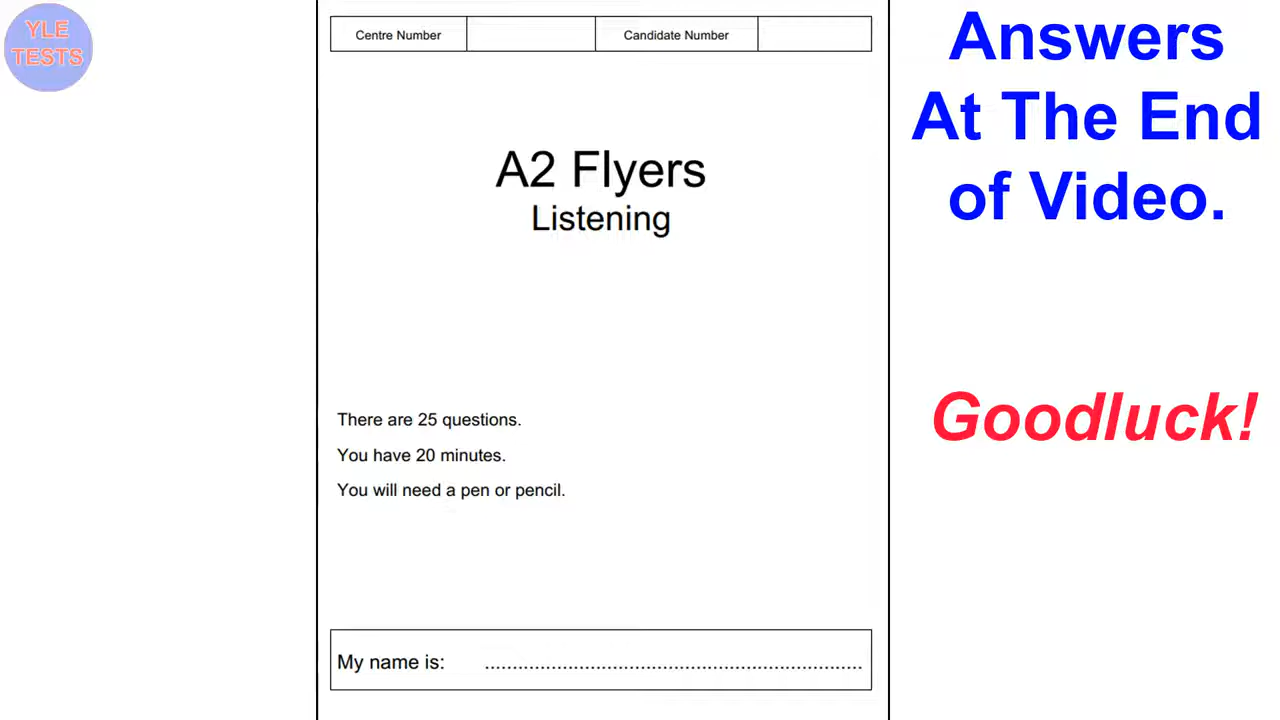 YLE
TESTS
Centre Number
Candidate Number
A2 Flyers
Listening
There are 25 questions.
You have 20 minutes.
You will need a pen or pencil.
My name is: ....................................................................
Answers
At The End
of Video.
Goodluck!